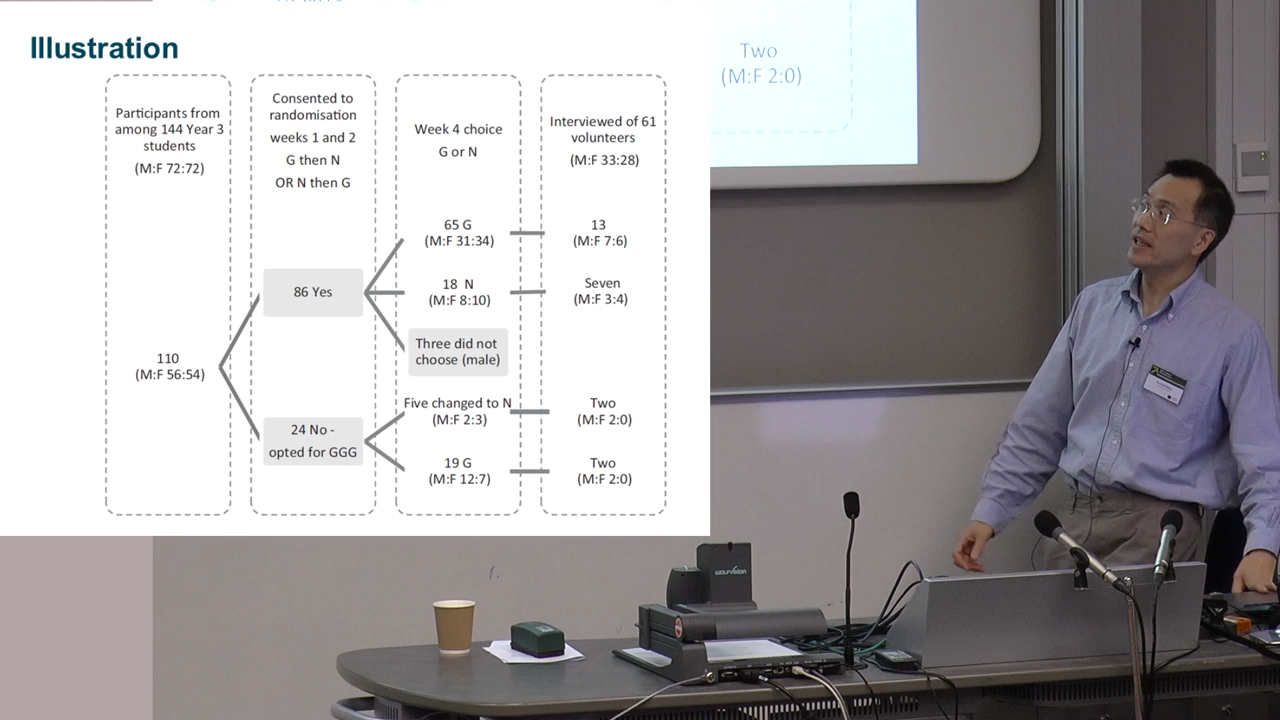 Illustration
Participants from
among 144 Year 3
students
(M:F 72:72)
110
(M:F 56:54)
Consented to
randomisation
weeks 1 and 2
G then N
OR N then G
86 Yes
24 No -
opted for GGG
Week 4 choice
G or N
65 G
(M:F 31:34)
18 N
(M:F 8:10)
Three did not
choose (male)
Five changed to N
(M:F 2:3)
19 G
(M:F 12:7)
Interviewed of 61
volunteers
(M:F 33:28)
13
(M:F 7:6)
Seven
(M:F 3:4)
Two
(M:F 2:0)
Two
(M:F 2:0)
Two
(M:F 2:0)
WOLFVISION